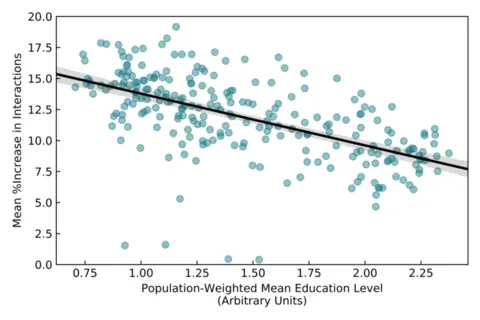 20.0
17.5
15.0
12.5
10.0
7.5
5.0
2.5
0.0
Mean %Increase in Interactions
0.75 1.00 1.25 1.50 1.75 2.00 2.25
Population-Weighted Mean Education Level
(Arbitrary Units)